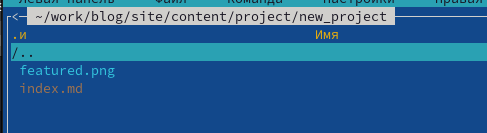 Левая панель Файл Команда Настройки Правая
<─ ~/work/blog/site/content/project/new_project
.и Имя
/..
featured.png
index.md